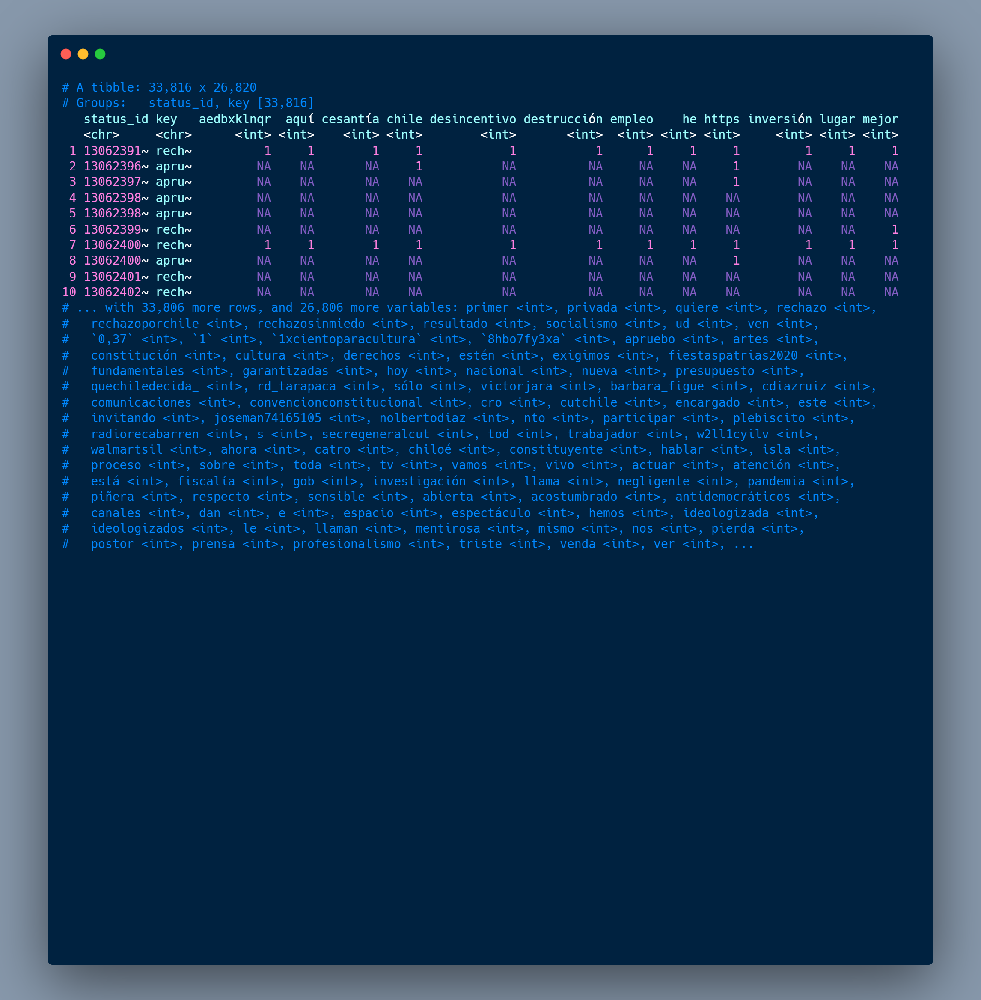 # A tibble: 33,816 x 26,820
# Groups:   status_id, key [33,816]
   status_id key   aedbxklnqr  aquí cesantía chile desincentivo destrucción empleo    he https inversión lugar mejor
   <chr>     <chr>      <int> <int>    <int> <int>        <int>       <int>  <int> <int> <int>     <int> <int> <int>
 1 13062391~ rech~          1     1        1     1            1           1      1     1     1         1     1     1
 2 13062396~ apru~         NA    NA       NA     1           NA          NA     NA    NA     1        NA    NA    NA
 3 13062397~ apru~         NA    NA       NA    NA           NA          NA     NA    NA     1        NA    NA    NA
 4 13062398~ apru~         NA    NA       NA    NA           NA          NA     NA    NA    NA        NA    NA    NA
 5 13062398~ apru~         NA    NA       NA    NA           NA          NA     NA    NA    NA        NA    NA    NA
 6 13062399~ rech~         NA    NA       NA    NA           NA          NA     NA    NA    NA        NA    NA     1
 7 13062400~ rech~          1     1        1     1            1           1      1     1     1         1     1     1
 8 13062400~ apru~         NA    NA       NA    NA           NA          NA     NA    NA     1        NA    NA    NA
 9 13062401~ rech~         NA    NA       NA    NA           NA          NA     NA    NA    NA        NA    NA    NA
10 13062402~ rech~         NA    NA       NA    NA           NA          NA     NA    NA    NA        NA    NA    NA
# ... with 33,806 more rows, and 26,806 more variables: primer <int>, privada <int>, quiere <int>, rechazo <int>,
#   rechazoporchile <int>, rechazosinmiedo <int>, resultado <int>, socialismo <int>, ud <int>, ven <int>,
#   `0,37` <int>, `1` <int>, `1xcientoparacultura` <int>, `8hbo7fy3xa` <int>, apruebo <int>, artes <int>,
#   constitución <int>, cultura <int>, derechos <int>, estén <int>, exigimos <int>, fiestaspatrias2020 <int>,
#   fundamentales <int>, garantizadas <int>, hoy <int>, nacional <int>, nueva <int>, presupuesto <int>,
#   quechiledecida_ <int>, rd_tarapaca <int>, sólo <int>, victorjara <int>, barbara_figue <int>, cdiazruiz <int>,
#   comunicaciones <int>, convencionconstitucional <int>, cro <int>, cutchile <int>, encargado <int>, este <int>,
#   invitando <int>, joseman74165105 <int>, nolbertodiaz <int>, nto <int>, participar <int>, plebiscito <int>,
#   radiorecabarren <int>, s <int>, secregeneralcut <int>, tod <int>, trabajador <int>, w2ll1cyilv <int>,
#   walmartsil <int>, ahora <int>, catro <int>, chiloé <int>, constituyente <int>, hablar <int>, isla <int>,
#   proceso <int>, sobre <int>, toda <int>, tv <int>, vamos <int>, vivo <int>, actuar <int>, atención <int>,
#   está <int>, fiscalía <int>, gob <int>, investigación <int>, llama <int>, negligente <int>, pandemia <int>,
#   piñera <int>, respecto <int>, sensible <int>, abierta <int>, acostumbrado <int>, antidemocráticos <int>,
#   canales <int>, dan <int>, e <int>, espacio <int>, espectáculo <int>, hemos <int>, ideologizada <int>,
#   ideologizados <int>, le <int>, llaman <int>, mentirosa <int>, mismo <int>, nos <int>, pierda <int>,
#   postor <int>, prensa <int>, profesionalismo <int>, triste <int>, venda <int>, ver <int>, ...